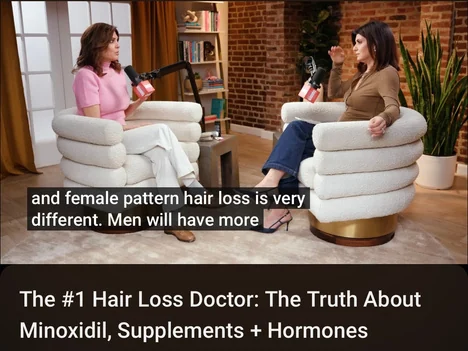 and female pattern hair loss is very
different. Men will have more
The #1 Hair Loss Doctor: The Truth About
Minoxidil, Supplements + Hormones